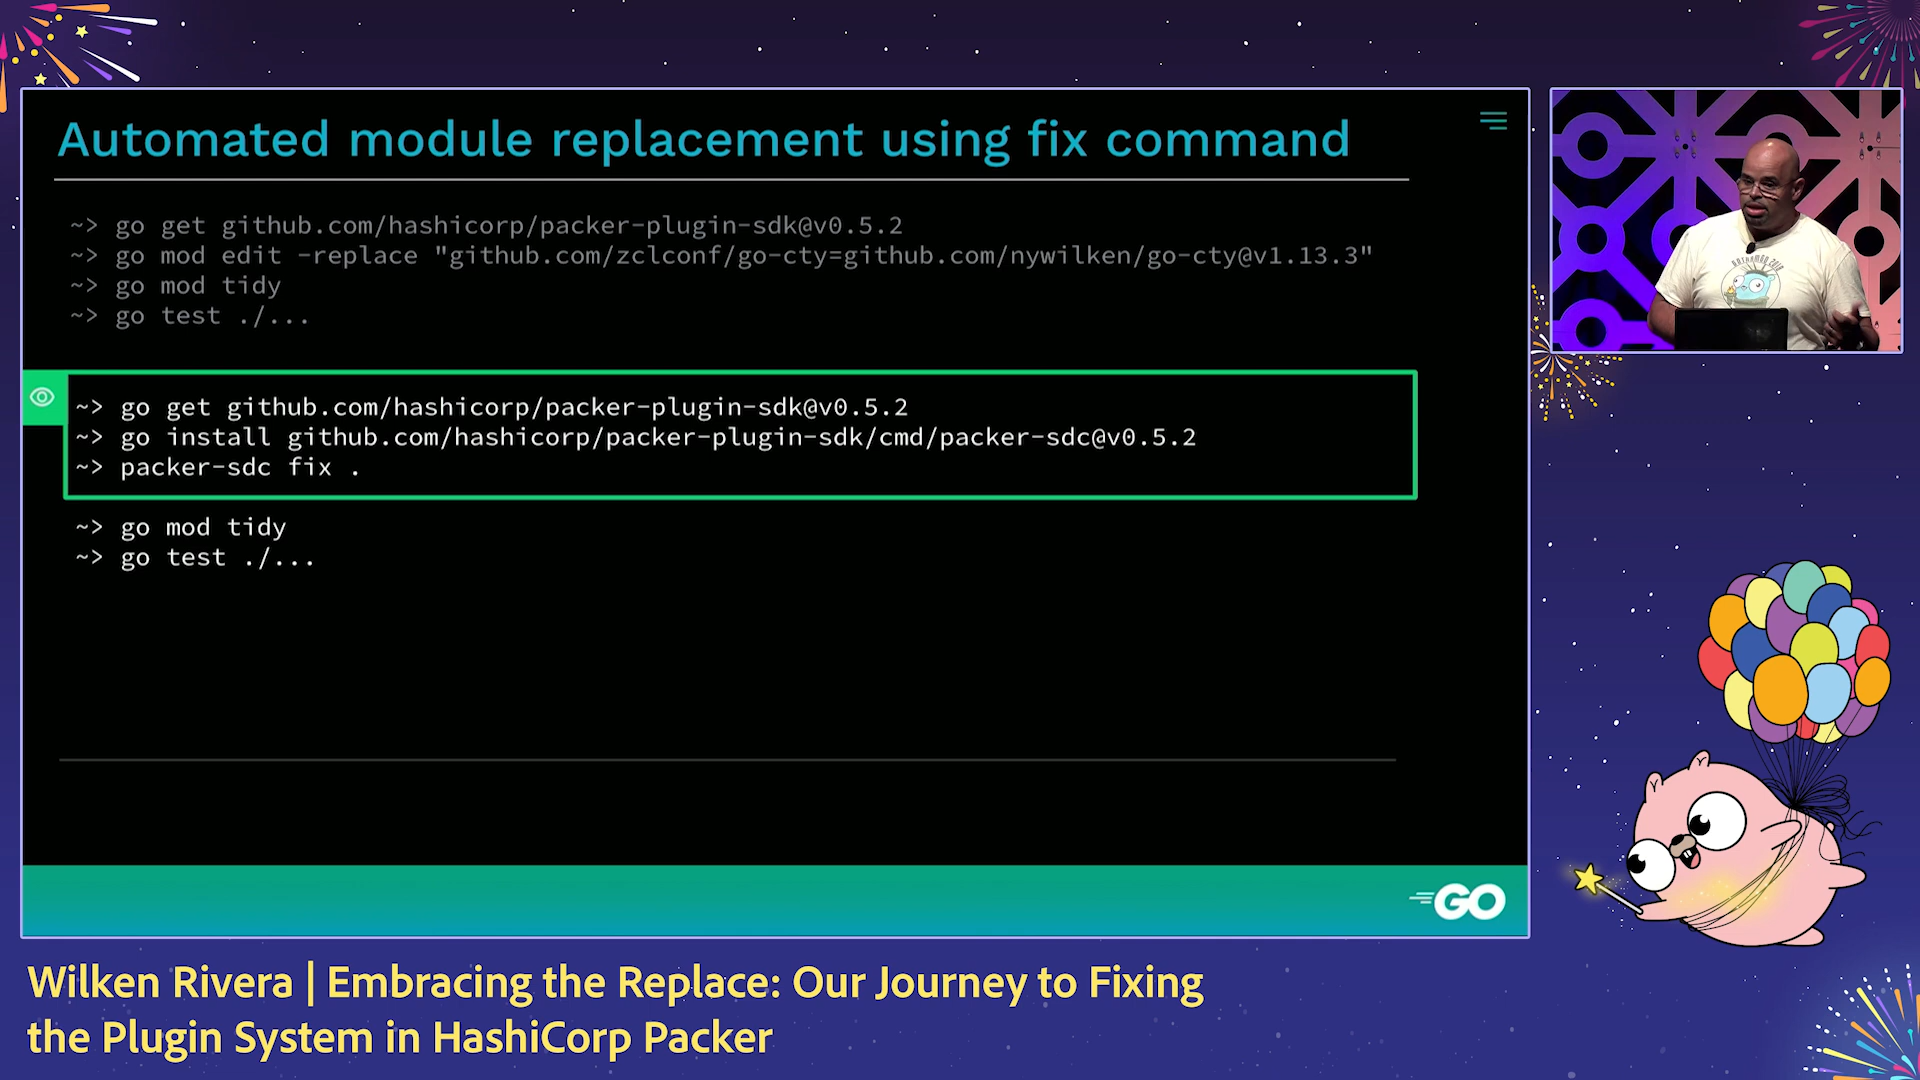 Automated module replacement using fix command
~> go get github.com/hashicorp/packer-plugin-sdk@v0.5.2
~> go mod edit -replace "github.com/zclconf/go-cty=github.com/nywilken/go-cty@v1.13.3"
~> go mod tidy
~> go test ./...
~> go get github.com/hashicorp/packer-plugin-sdk@v0.5.2
~> go install github.com/hashicorp/packer-plugin-sdk/cmd/packer-sdc@v0.5.2
~> packer-sdc fix .
~> go mod tidy
~> go test ./...
GO
Wilken Rivera | Embracing the Replace: Our Journey to Fixing
the Plugin System in HashiCorp Packer